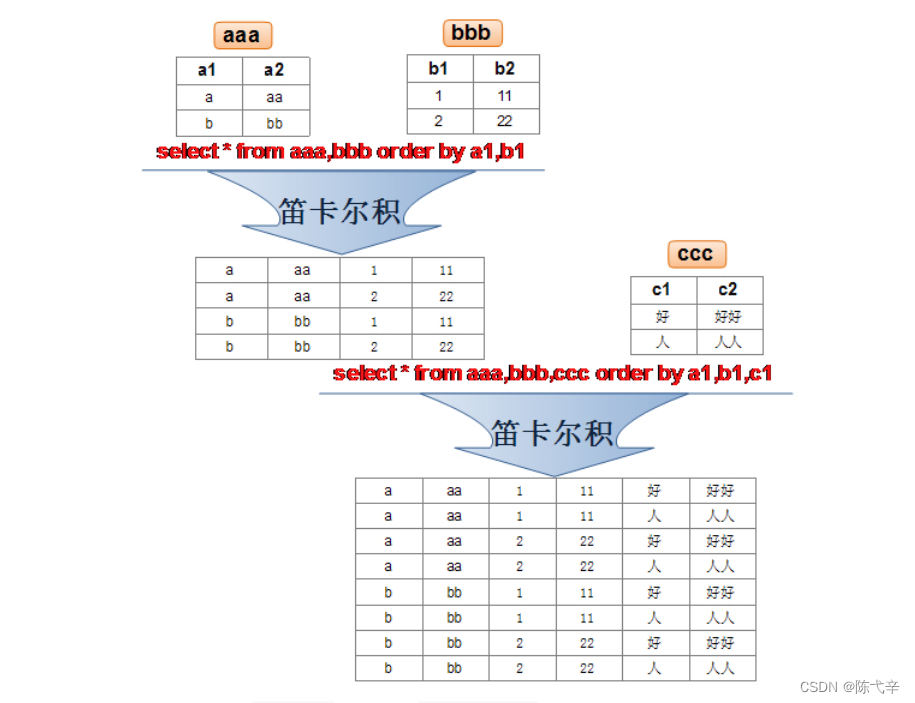 aaa
bbb
a1 a2
b1 b2
a aa
1 11
b bb
2 22
select * from aaa,bbb order by a1,b1
笛卡尔积
a aa 1 11
a aa 2 22
b bb 1 11
b bb 2 22
ccc
c1 c2
好 好好
人 人人
select * from aaa,bbb,ccc order by a1,b1,c1
笛卡尔积
a aa 1 11 好 好好
a aa 1 11 人 人人
a aa 2 22 好 好好
a aa 2 22 人 人人
b bb 1 11 好 好好
b bb 1 11 人 人人
b bb 2 22 好 好好
b bb 2 22 人 人人
CSDN @陈弋辛